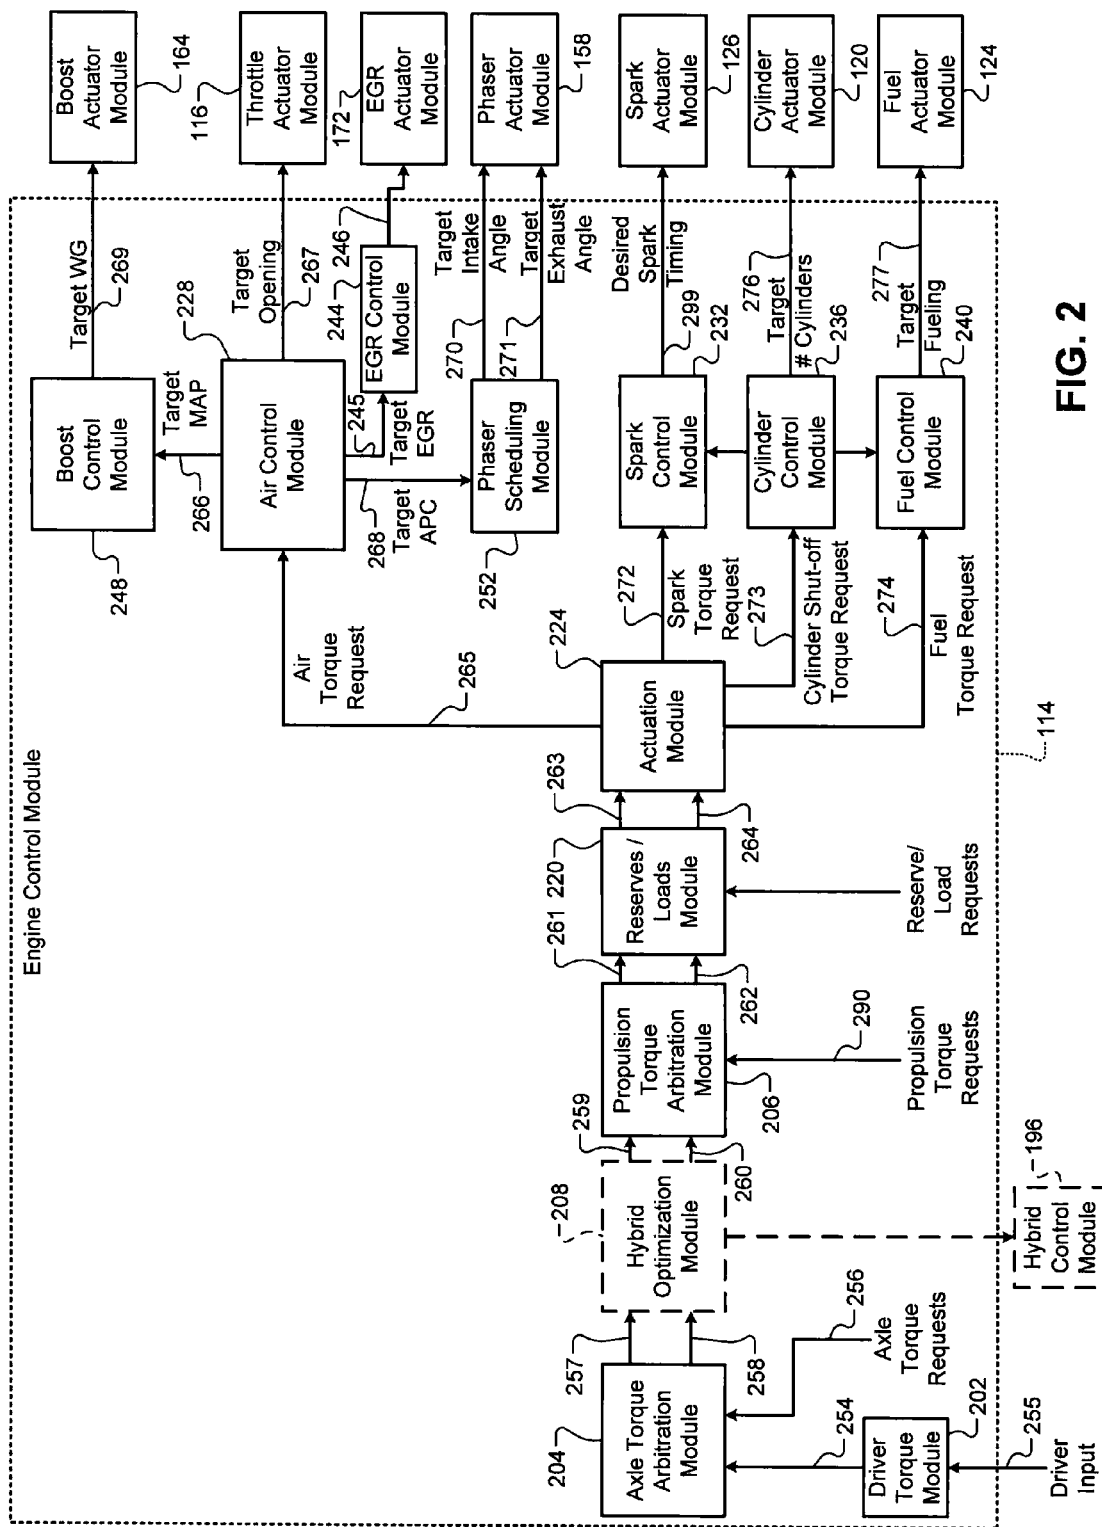 Engine Control Module
Boost
Control
Module
248
266
Target
MAP
Target WG
269
Boost
Actuator
Module
164
Air Control
Module
228
Target
Opening
267
116
Throttle
Actuator
Module
268
Target
APC
245
Target
EGR
244
EGR Control
Module
246
172
EGR
Actuator
Module
Phaser
Scheduling
Module
252
270
271
Target
Intake
Angle
Target
Exhaust
Angle
Phaser
Actuator
Module
158
Air
Torque
Request
265
204
Axle Torque
Arbitration
Module
257
258
208
Hybrid
Optimization
Module
259
260
Propulsion
Torque
Arbitration
Module
206
261
262
220
Reserves /
Loads
Module
263
264
Actuation
Module
224
272
Spark
Torque
Request
273
Cylinder Shut-off
Torque Request
274
Fuel
Torque Request
Spark
Control
Module
299
232
Desired
Spark
Timing
Spark
Actuator
Module
126
Cylinder
Control
Module
276
Target
# Cylinders
236
Cylinder
Actuator
Module
120
Fuel Control
Module
277
Target
Fueling
240
Fuel
Actuator
Module
124
254
Driver
Torque
Module
202
255
Driver
Input
256
Axle
Torque
Requests
Hybrid
Control
Module
196
290
Propulsion
Torque
Requests
Reserve/
Load
Requests
114
FIG. 2